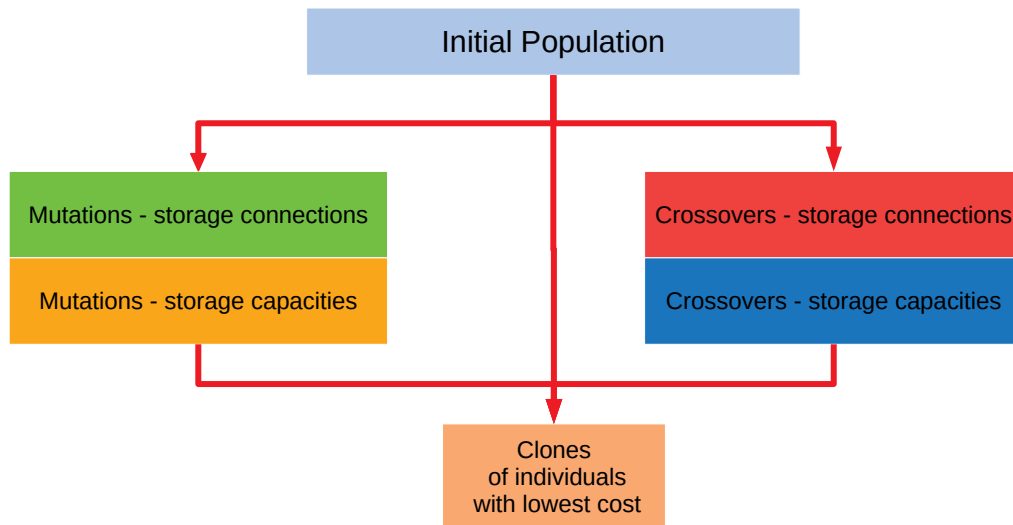 Initial Population
Mutations - storage connections
Crossovers - storage connections
Mutations - storage capacities
Crossovers - storage capacities
Clones
of individuals
with lowest cost